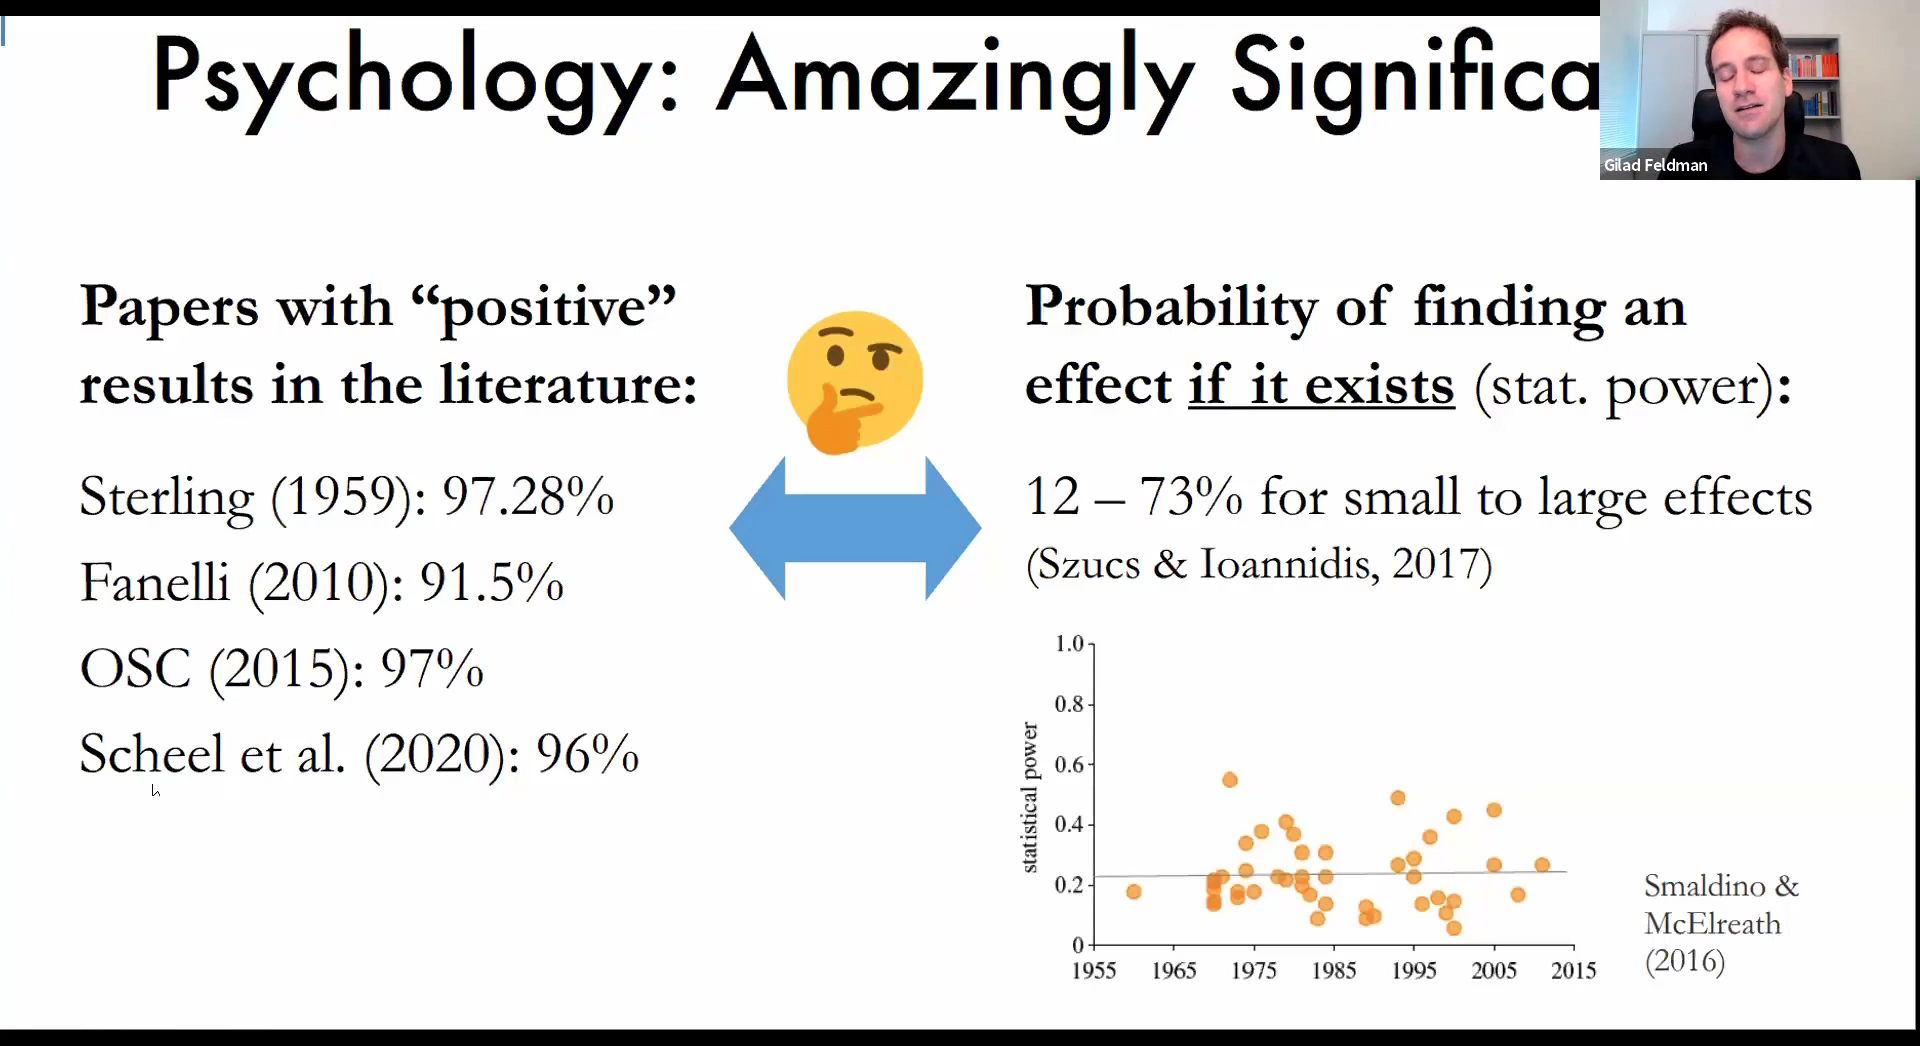 Psychology: Amazingly Significa
Gilad Feldman
Papers with “positive”
results in the literature:
Sterling (1959): 97.28%
Fanelli (2010): 91.5%
OSC (2015): 97%
Scheel et al. (2020): 96%
Probability of finding an
effect if it exists (stat. power):
12 – 73% for small to large effects
(Szucs & Ioannidis, 2017)
statistical power
1.0
0.8
0.6
0.4
0.2
0
1955 1965 1975 1985 1995 2005 2015
Smaldino &
McElreath
(2016)